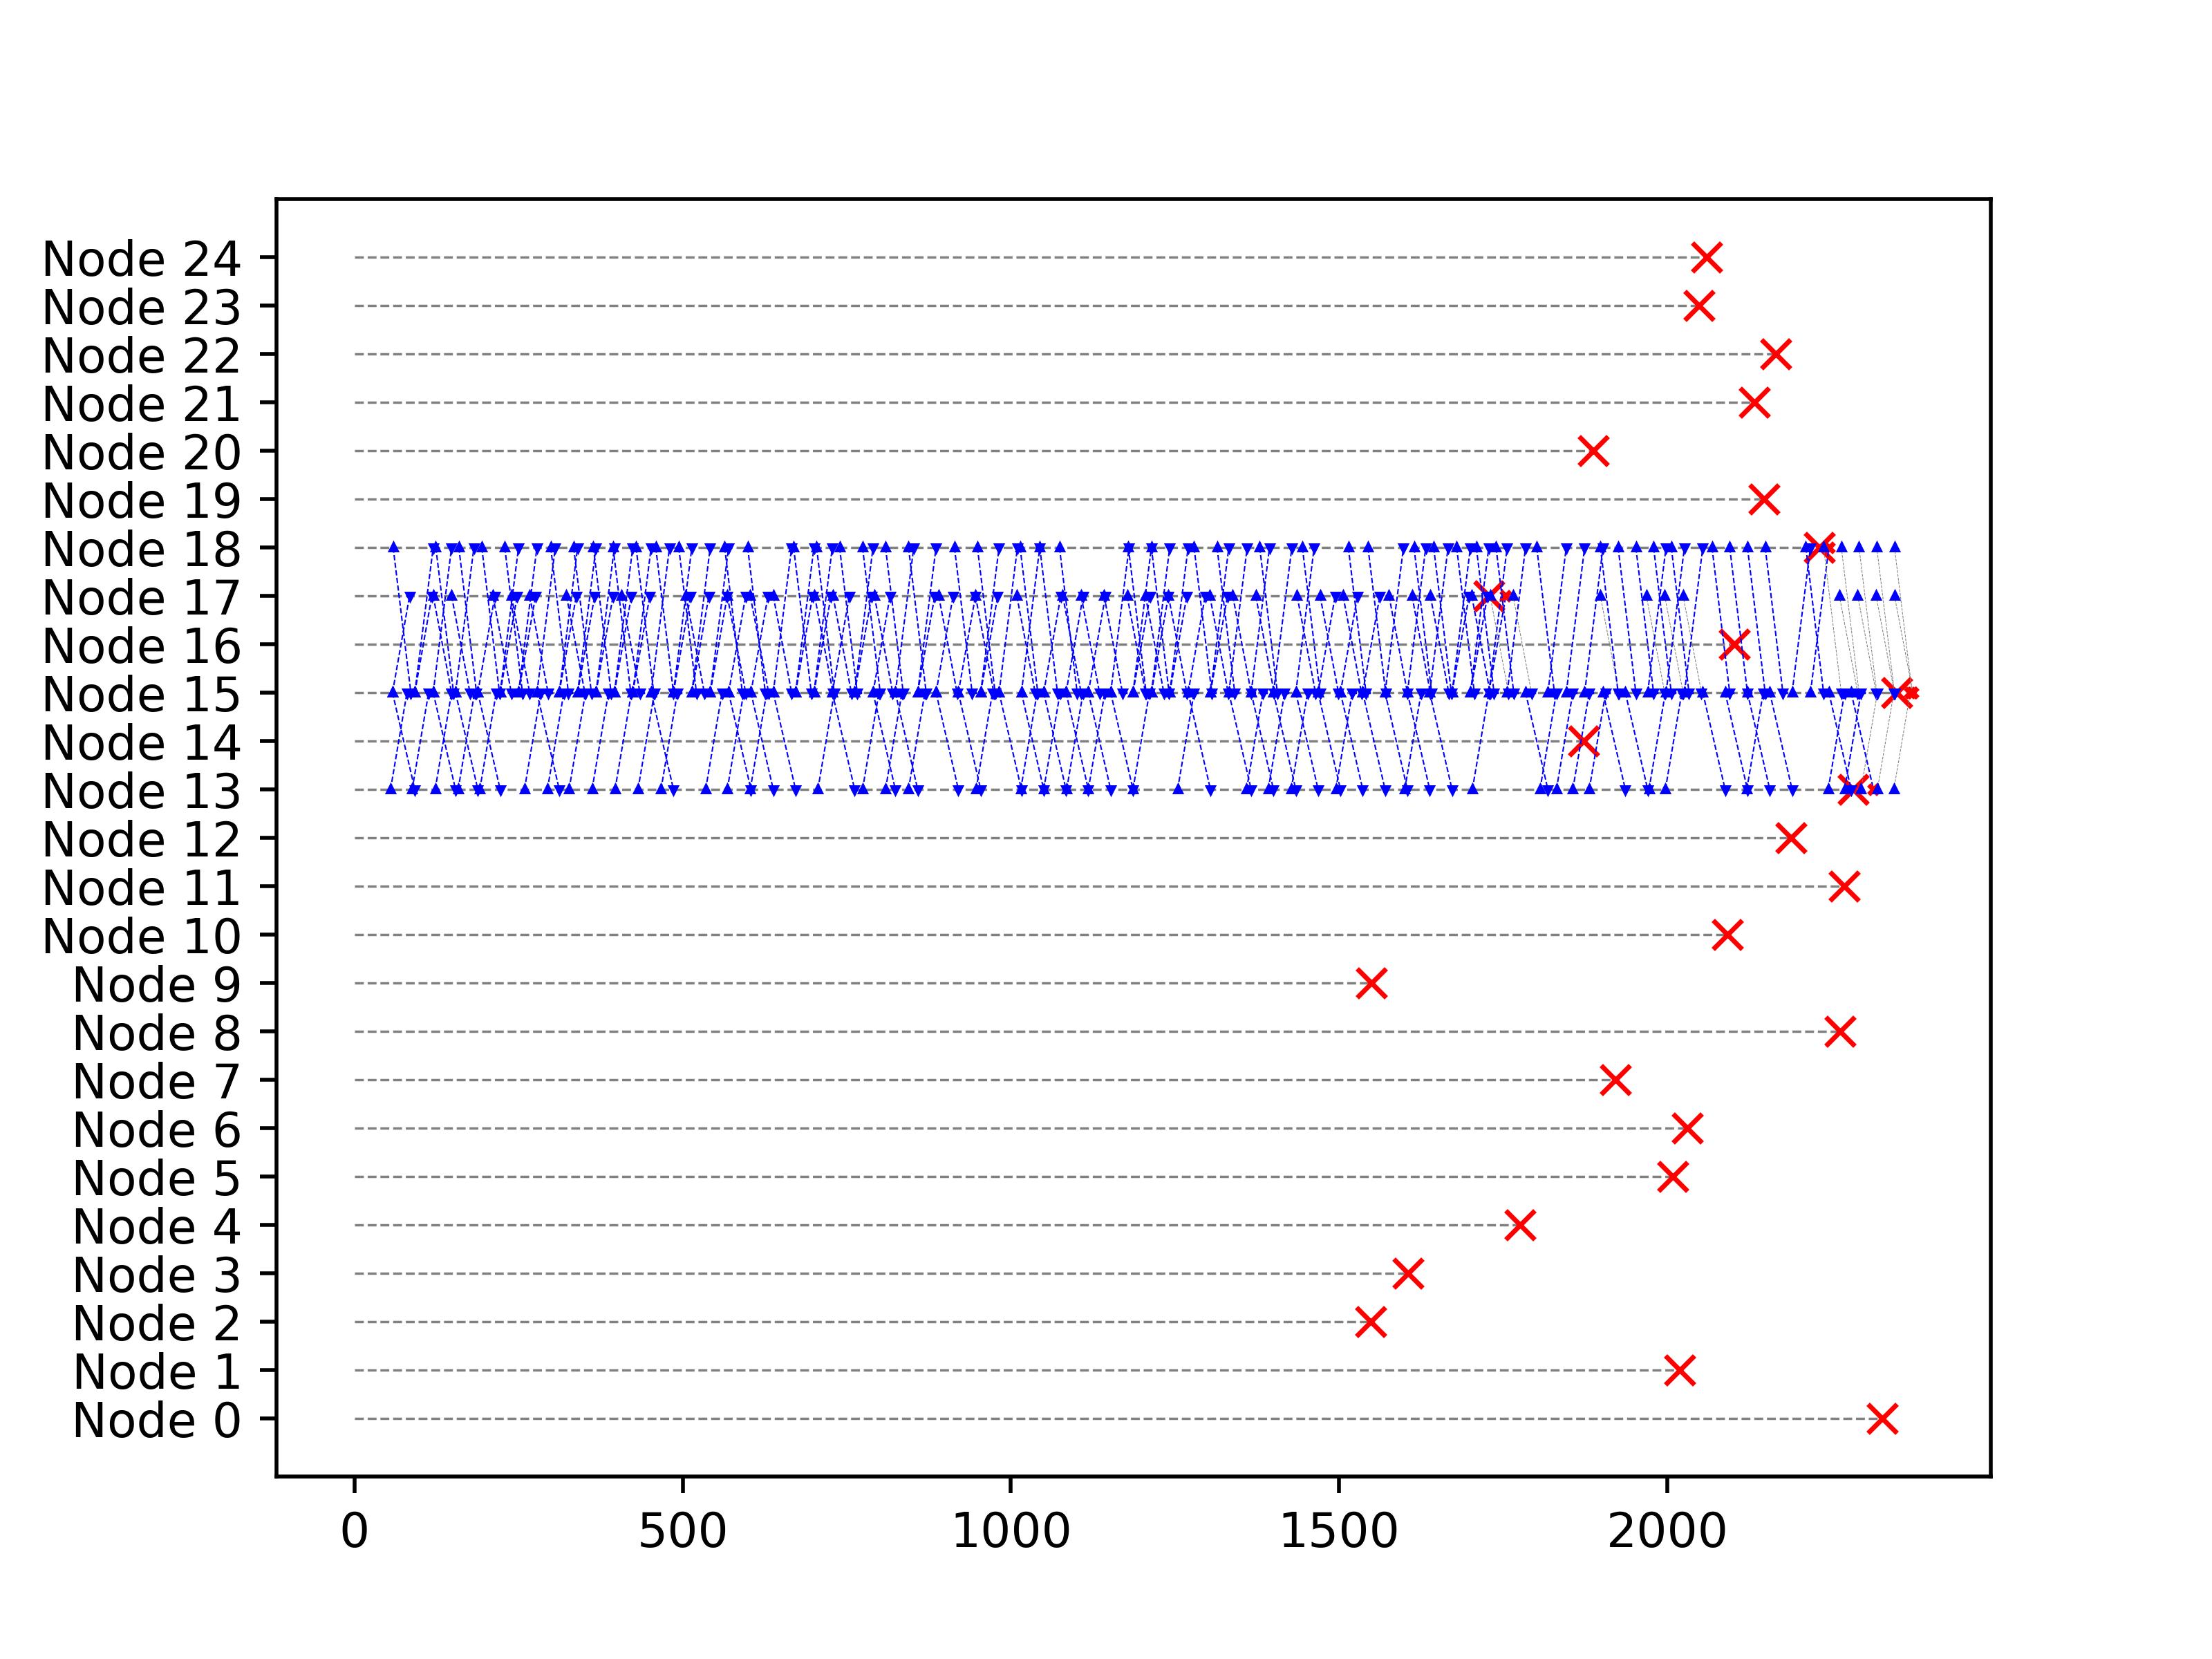 Node 24
Node 23
Node 22
Node 21
Node 20
Node 19
Node 18
Node 17
Node 16
Node 15
Node 14
Node 13
Node 12
Node 11
Node 10
Node 9
Node 8
Node 7
Node 6
Node 5
Node 4
Node 3
Node 2
Node 1
Node 0
0 500 1000 1500 2000